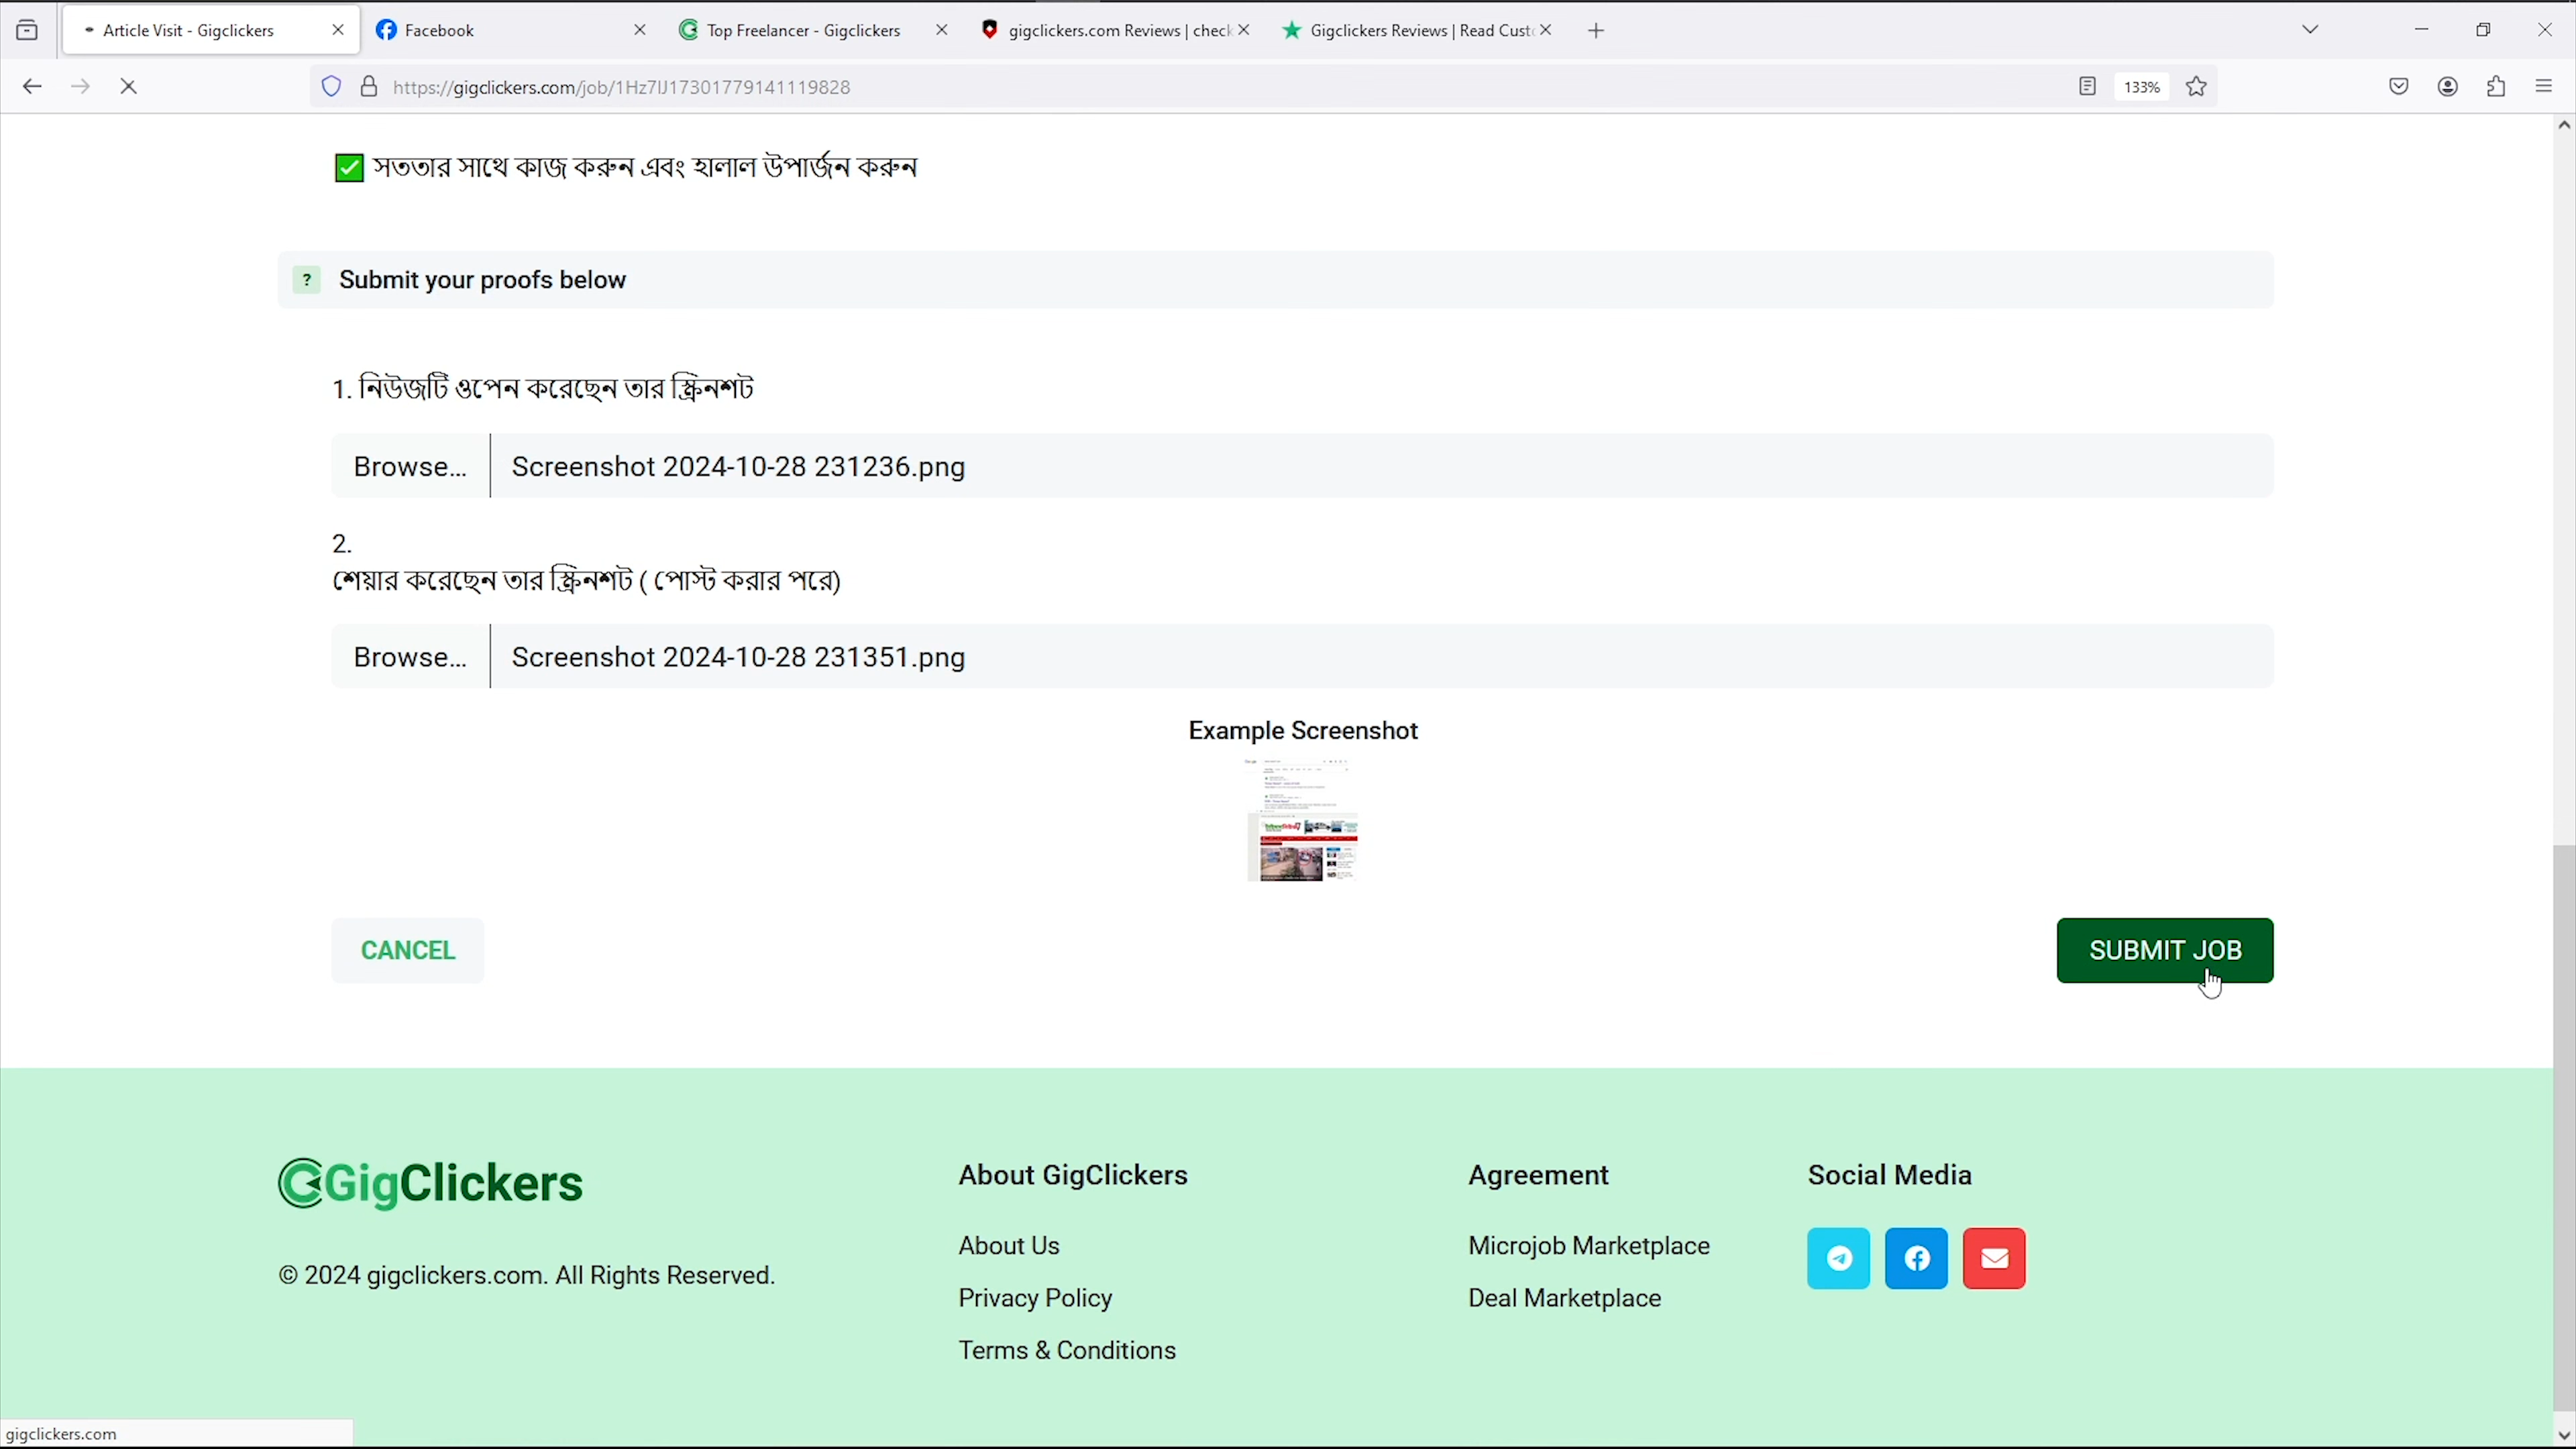 Article Visit - Gigclickers
Facebook
Top Freelancer - Gigclickers
gigclickers.com Reviews | check
Gigclickers Reviews | Read Custo
https://gigclickers.com/job/1Hz7lJ17301779141119828
133%
সততার সাথে কাজ করুন এবং হালাল উপার্জন করুন
? Submit your proofs below
1. নিউজটি ওপেন করেছেন তার স্ক্রিনশট
Browse... Screenshot 2024-10-28 231236.png
2.
শেয়ার করেছেন তার স্ক্রিনশট ( পোস্ট করার পরে)
Browse... Screenshot 2024-10-28 231351.png
Example Screenshot
CANCEL
SUBMIT JOB
GigClickers
© 2024 gigclickers.com. All Rights Reserved.
About GigClickers
About Us
Privacy Policy
Terms & Conditions
Agreement
Microjob Marketplace
Deal Marketplace
Social Media
gigclickers.com